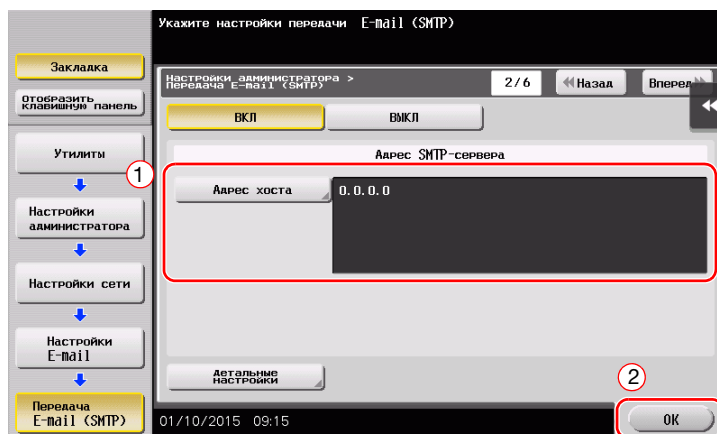 Укажите настройки передачи E-mail (SMTP)
Закладка
Отобразить
клавишную панель
Утилиты
Настройки
администратора
Настройки сети
Настройки
E-mail
Передача
E-mail (SMTP)
Настройки администратора >
Передача E-mail (SMTP)
2/6
Назад
Вперед
ВКЛ
ВЫКЛ
Адрес SMTP-сервера
1
Адрес хоста
0.0.0.0
Детальные
настройки
2
01/10/2015 09:15
OK